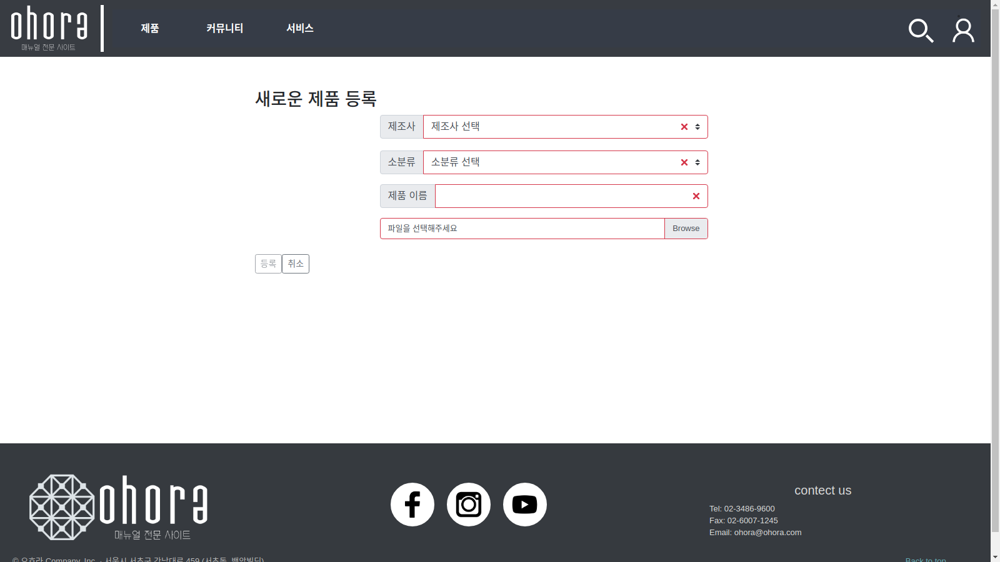 ohora
매뉴얼 전문 사이트
제품
커뮤니티
서비스
새로운 제품 등록
제조사
제조사 선택
소분류
소분류 선택
제품 이름
파일을 선택해주세요
Browse
등록
취소
ohora
매뉴얼 전문 사이트
contect us
Tel: 02-3486-9600
Fax: 02-6007-1245
Email: ohora@ohora.com
© 오호라 Company, Inc. · 서울시 서초구 강남대로 459 (서초동, 백암빌딩)
Back to top